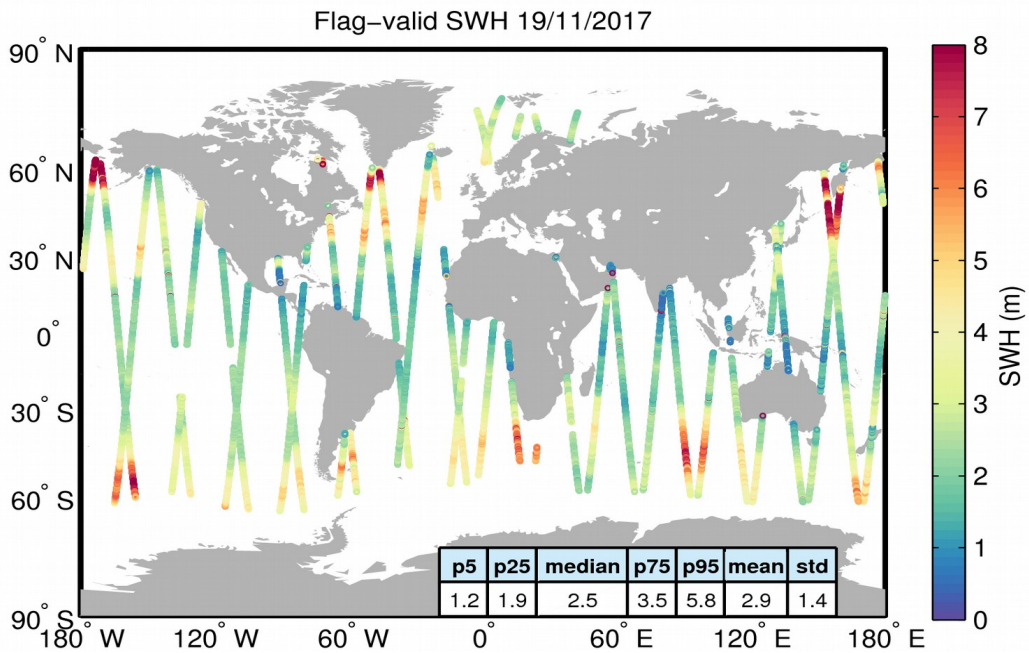 Flag−valid SWH 19/11/2017
90° N
60° N
30° N
0°
30° S
60° S
90° S
180° W
120° W
60° W
0°
60° E
120° E
180° E
p5 p25 median p75 p95 mean std
1.2 1.9 2.5 3.5 5.8 2.9 1.4
8
7
6
5
4
3
2
1
0
SWH (m)